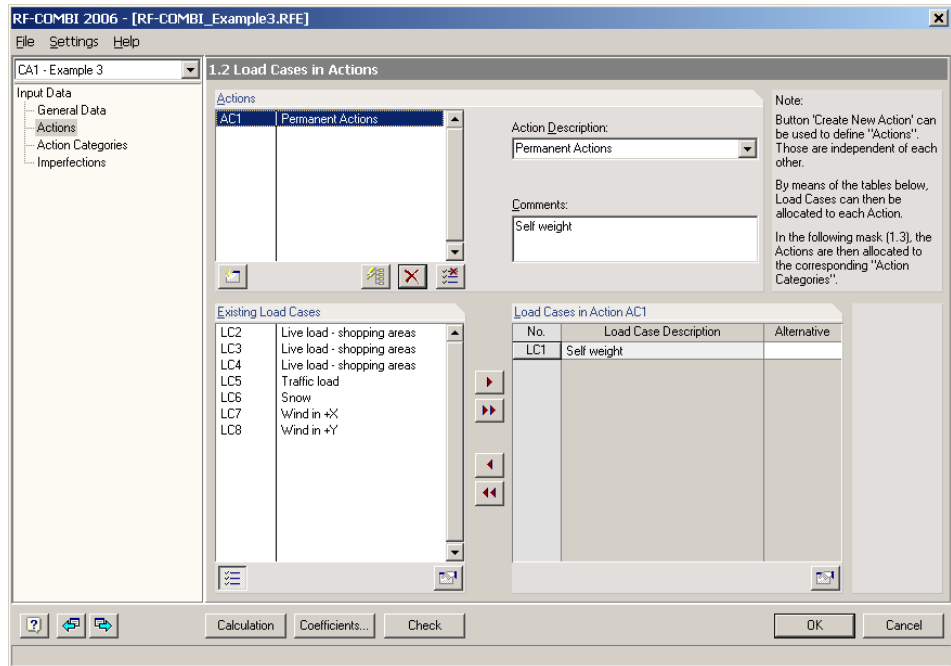 RF-COMBI 2006 - [RF-COMBI_Example3.RFE]
File Settings Help
CA1 - Example 3
Input Data
General Data
Actions
Action Categories
Imperfections
1.2 Load Cases in Actions
Actions
AC1 Permanent Actions
Action Description:
Permanent Actions
Comments:
Self weight
Note:
Button 'Create New Action' can
be used to define "Actions".
Those are independent of each
other.
By means of the tables below,
Load Cases can then be
allocated to each Action.
In the following mask (1.3), the
Actions are then allocated to
the corresponding "Action
Categories".
Existing Load Cases
LC2 Live load - shopping areas
LC3 Live load - shopping areas
LC4 Live load - shopping areas
LC5 Traffic load
LC6 Snow
LC7 Wind in +X
LC8 Wind in +Y
Load Cases in Action AC1
No. Load Case Description Alternative
LC1 Self weight
Calculation Coefficients... Check OK Cancel